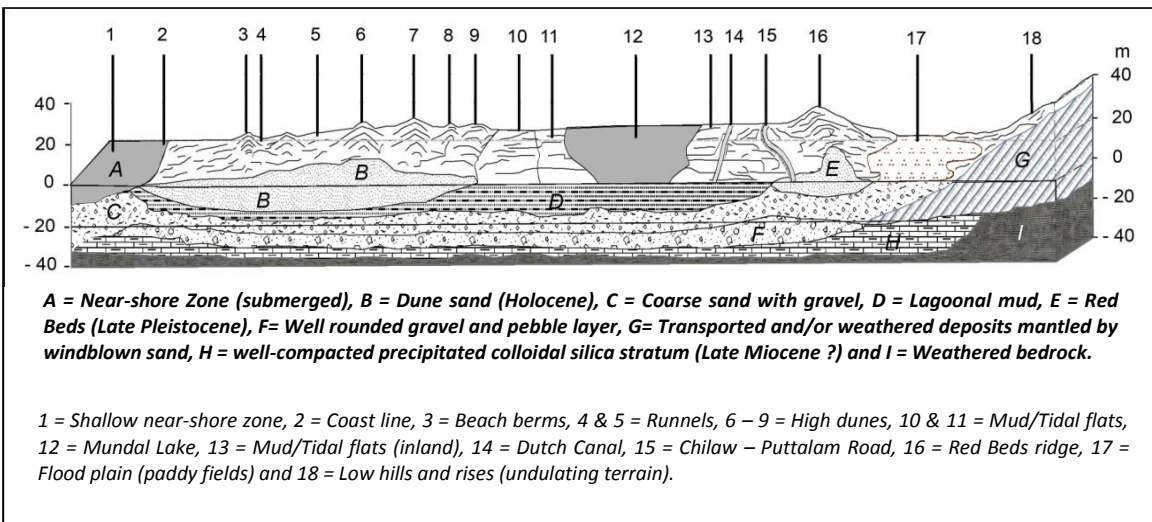 1 2 3 4 5 6 7 8 9 10 11 12 13 14 15 16 17 18
m
40 40
40
20 20
E
G
20 A B 0
0
B D -20
0
C
- 20 F H I - 40
- 40
A = Near-shore Zone (submerged), B = Dune sand (Holocene), C = Coarse sand with gravel, D = Lagoonal mud, E = Red
Beds (Late Pleistocene), F= Well rounded gravel and pebble layer, G= Transported and/or weathered deposits mantled by
windblown sand, H = well-compacted precipitated colloidal silica stratum (Late Miocene ?) and I = Weathered bedrock.
1 = Shallow near-shore zone, 2 = Coast line, 3 = Beach berms, 4 & 5 = Runnels, 6 – 9 = High dunes, 10 & 11 = Mud/Tidal flats,
12 = Mundal Lake, 13 = Mud/Tidal flats (inland), 14 = Dutch Canal, 15 = Chilaw – Puttalam Road, 16 = Red Beds ridge, 17 =
Flood plain (paddy fields) and 18 = Low hills and rises (undulating terrain).